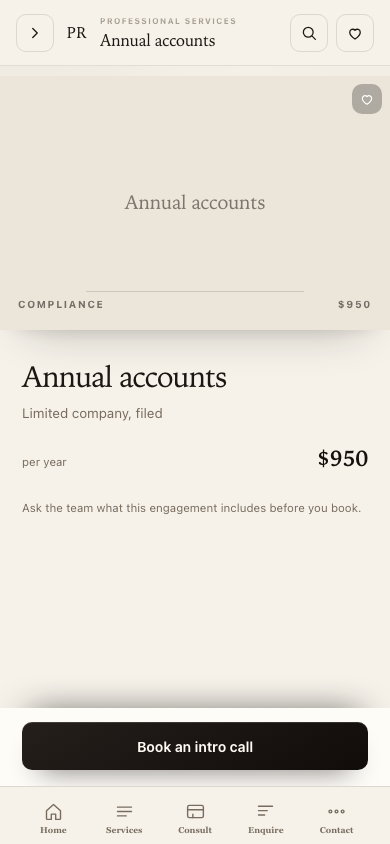 PR
PROFESSIONAL SERVICES
Annual accounts
Annual accounts
COMPLIANCE
$950
Annual accounts
Limited company, filed
per year
$950
Ask the team what this engagement includes before you book.
Book an intro call
Home
Services
Consult
Enquire
Contact